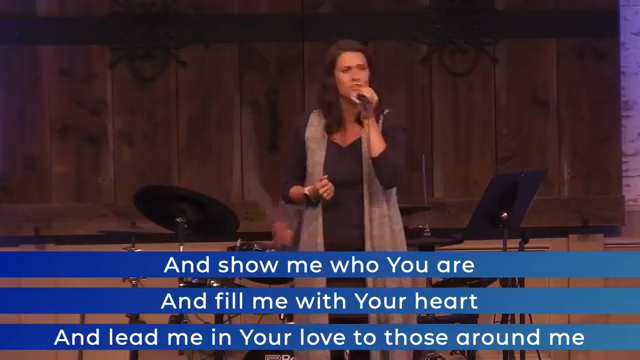 And show me who You are
And fill me with Your heart
And lead me in Your love to those around me